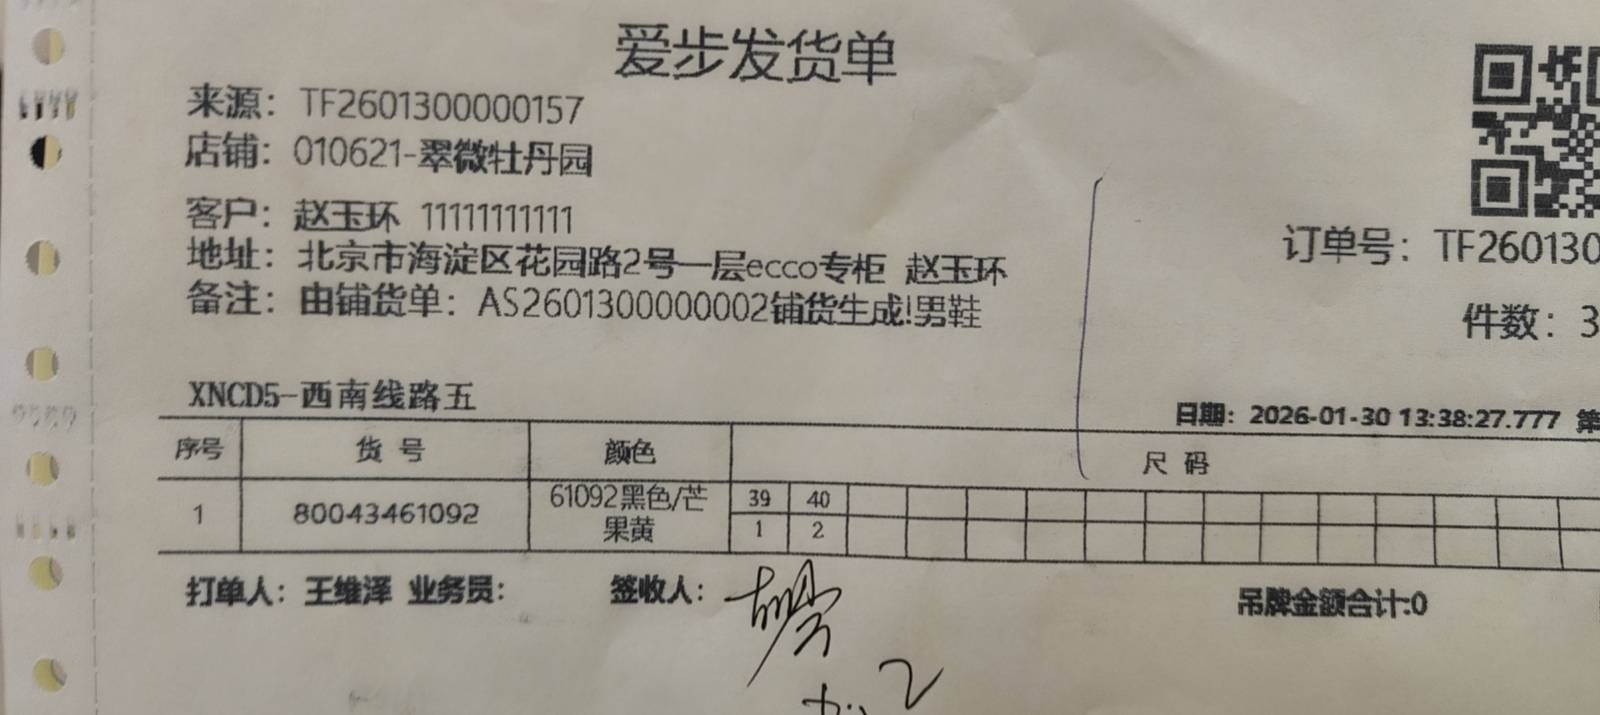 爱步发货单
来源：TF2601300000157
店铺：010621-翠微牡丹园
客户：赵玉环 11111111111
订单号：TF260130
地址：北京市海淀区花园路2号一层ecco专柜 赵玉环
备注：由铺货单：AS2601300000002铺货生成!男鞋
件数：3
XNCD5-西南线路五
日期：2026-01-30 13:38:27.777 第
序号 货 号 颜色 尺 码
39 40
1 80043461092 61092黑色/芒果黄
1 2
打单人：王维泽 业务员： 签收人： 吊牌金额合计:0
2